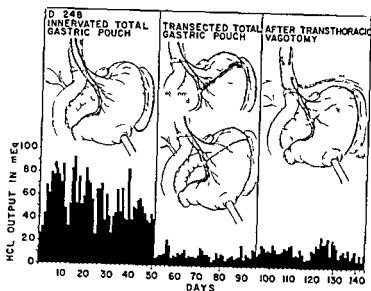 D 248
INNERVATED TOTAL
GASTRIC POUCH
TRANSECTED TOTAL
GASTRIC POUCH
AFTER TRANSTHORACIC
VAGOTOMY
HCL OUTPUT IN mEq
100
80
60
40
20
0
10 20 30 40 50 60 70 80 90 100 110 120 130 140
DAYS